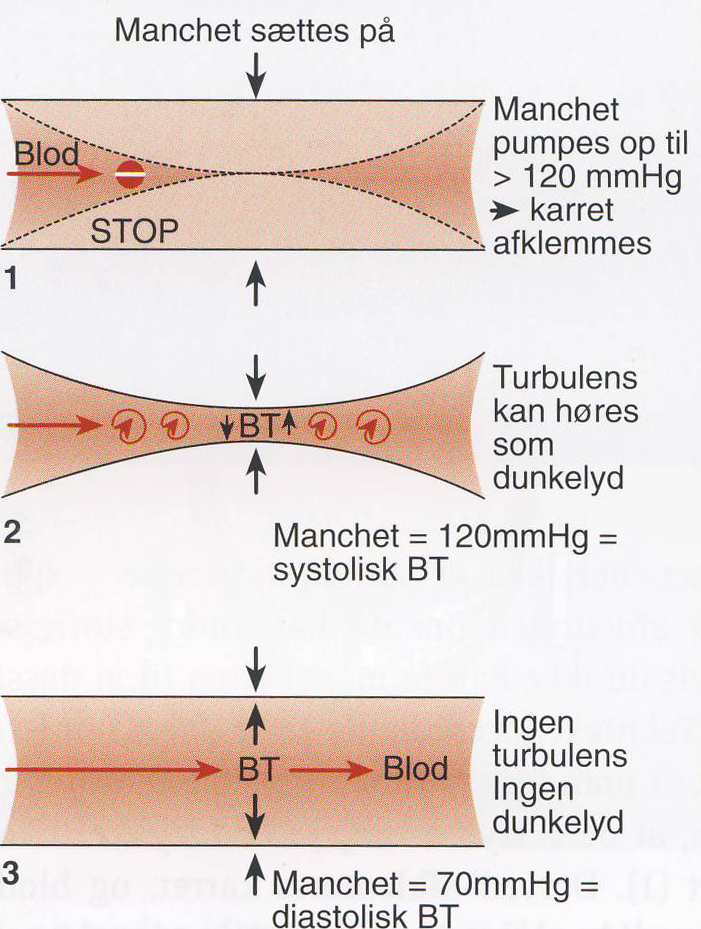 Manchet sættes på
Manchet
pumpes op til
> 120 mmHg
➤ karret
afklemmes
Blod
STOP
1
Turbulens
kan høres
som
dunkelyd
BT
2
Manchet = 120mmHg =
systolisk BT
Ingen
turbulens
Ingen
dunkelyd
BT
Blod
3
Manchet = 70mmHg =
diastolisk BT